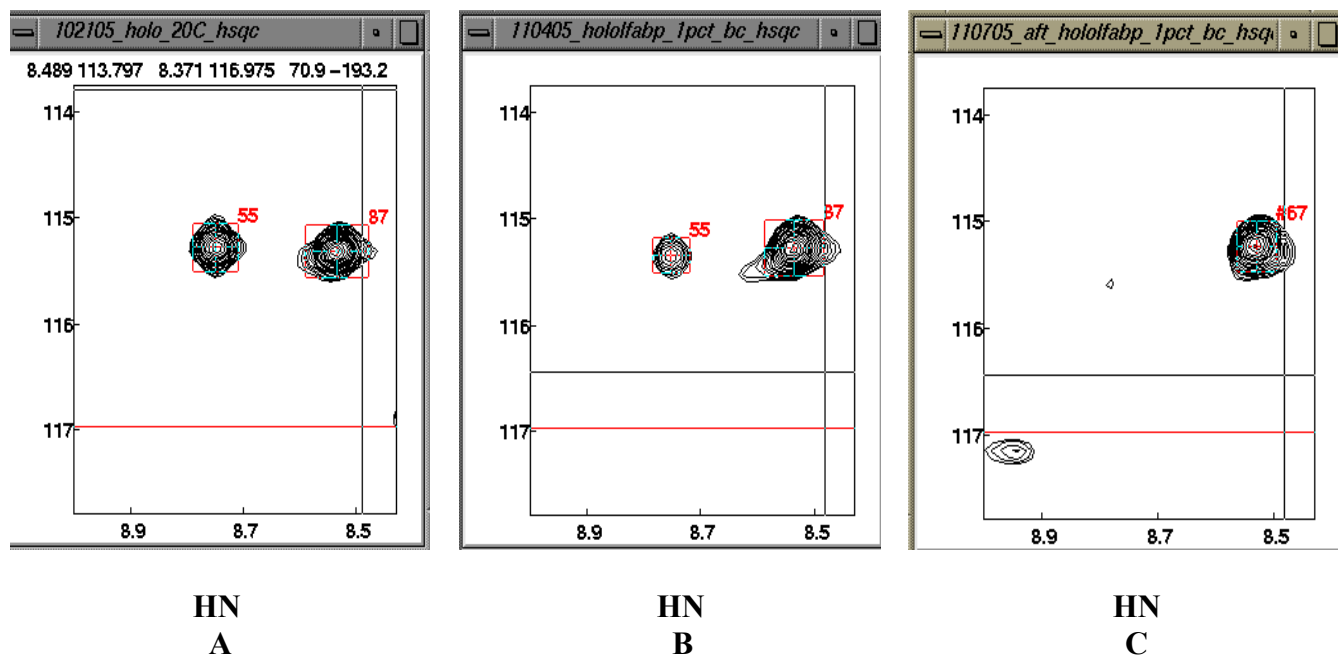 102105_holo_20C_hsqc
8.489 113.797 8.371 116.975 70.9 -193.2
114
115
116
117
55
87
8.9 8.7 8.5
HN
A
110405_hololfabp_1pct_bc_hsqc
114
115
116
117
55
87
8.9 8.7 8.5
HN
B
110705_aft_hololfabp_1pct_bc_hsq
114
115
116
117
#67
8.9 8.7 8.5
HN
C